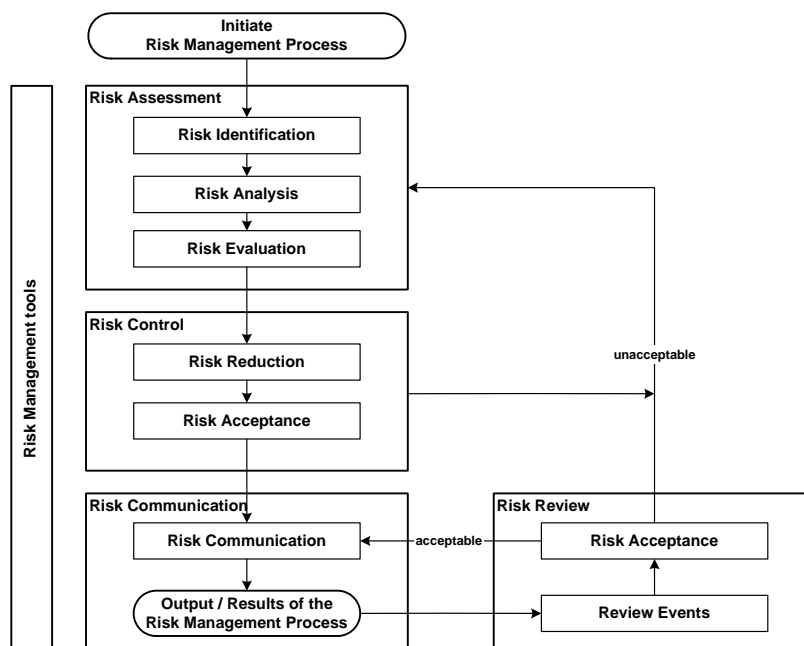 Initiate
Risk Management Process
Risk Management tools
Risk Assessment
Risk Identification
Risk Analysis
Risk Evaluation
Risk Control
Risk Reduction
Risk Acceptance
unacceptable
Risk Communication
Risk Communication
Output / Results of the
Risk Management Process
acceptable
Risk Review
Risk Acceptance
Review Events